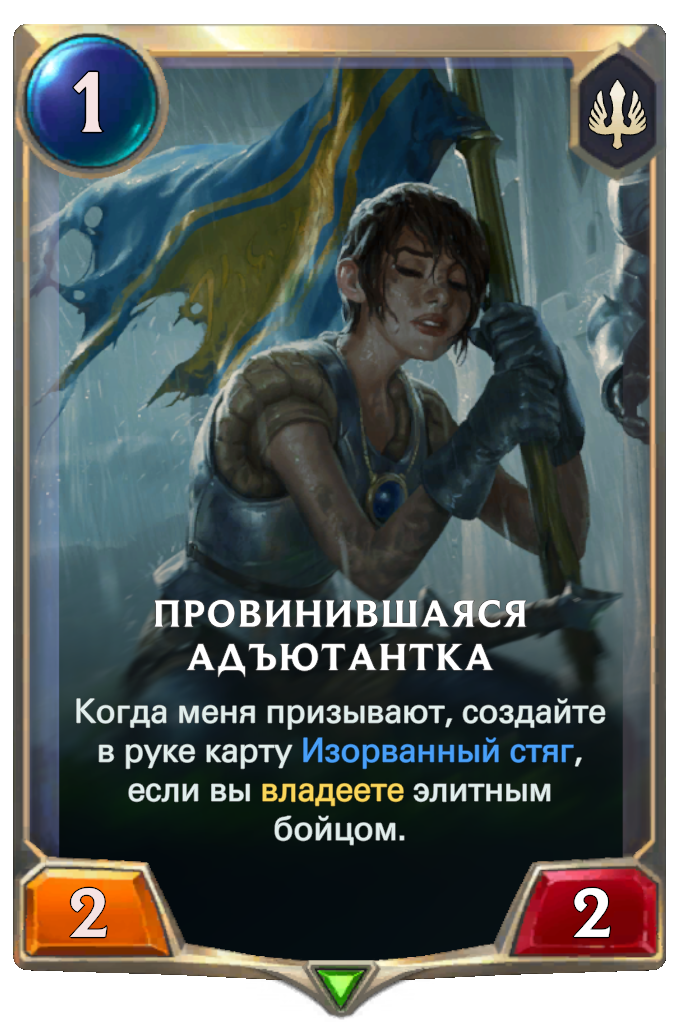 1
ПРОВИНИВШАЯСЯ
АДЪЮТАНТКА
Когда меня призывают, создайте
в руке карту Изорванный стяг,
если вы владеете элитным
бойцом.
2
2